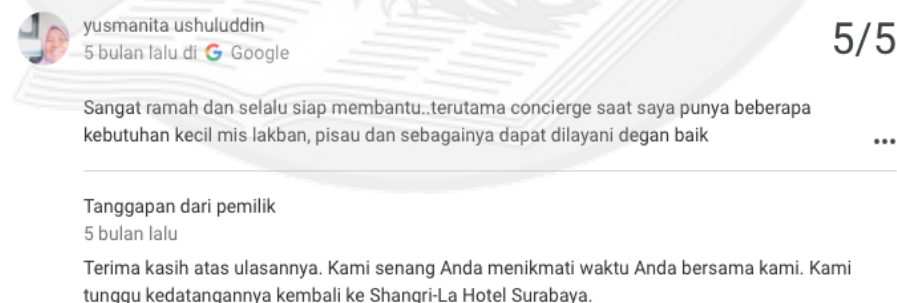 yusmanita ushuluddin
5 bulan lalu di Google
5/5
Sangat ramah dan selalu siap membantu..terutama concierge saat saya punya beberapa
kebutuhan kecil mis lakban, pisau dan sebagainya dapat dilayani degan baik
Tanggapan dari pemilik
5 bulan lalu
Terima kasih atas ulasannya. Kami senang Anda menikmati waktu Anda bersama kami. Kami
tunggu kedatangannya kembali ke Shangri-La Hotel Surabaya.